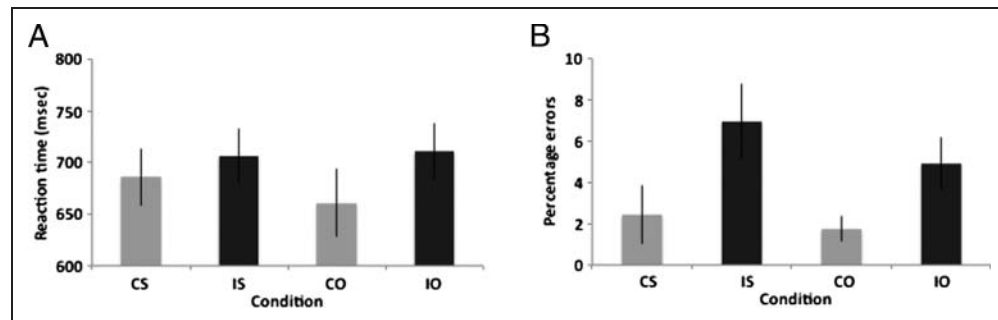 A
Reaction time (msec)
800
750
700
650
600
CS IS CO IO
Condition
B
Percentage errors
10
8
6
4
2
0
CS IS CO IO
Condition